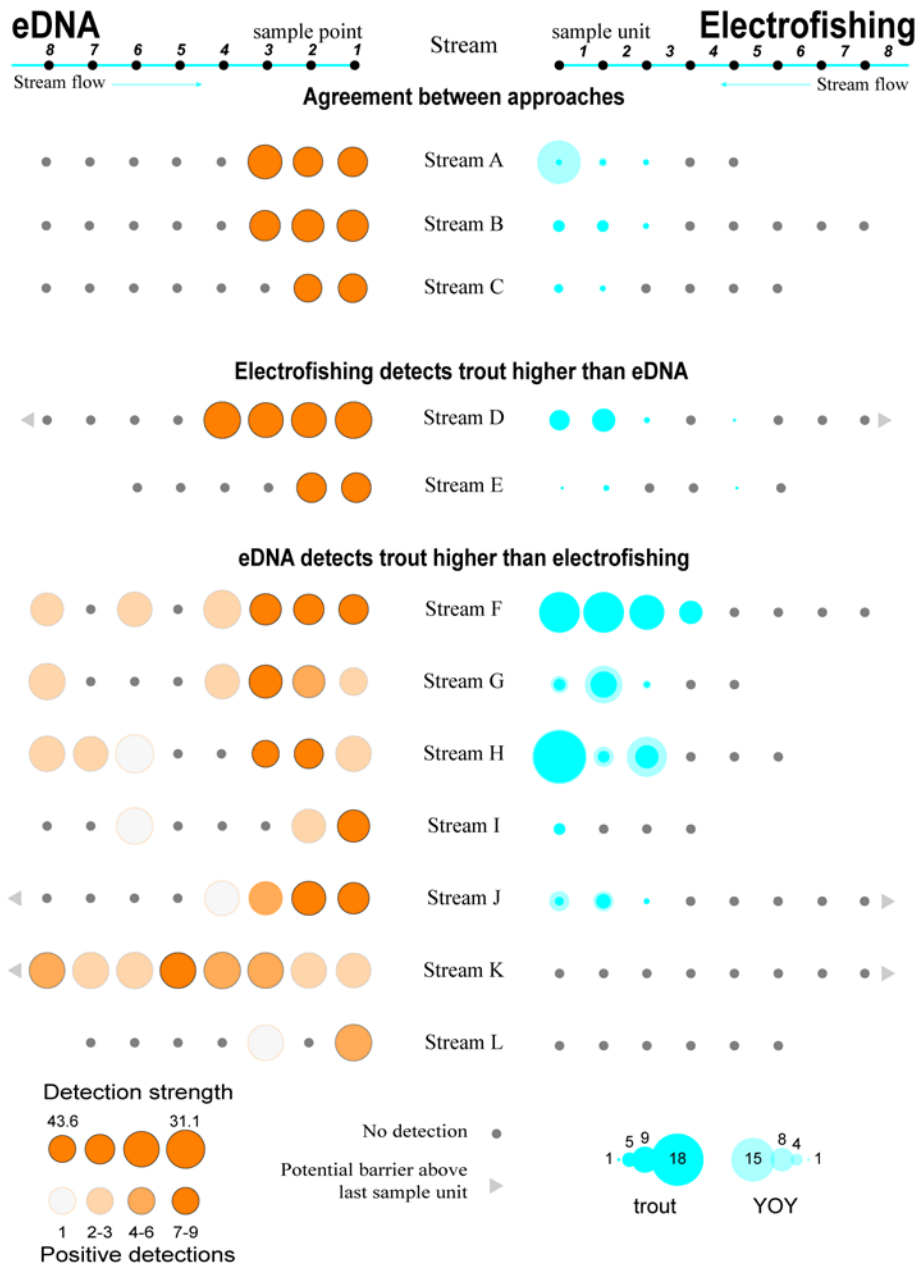 eDNA sample point Stream sample unit Electrofishing
8 7 6 5 4 3 2 1 1 2 3 4 5 6 7 8
Stream flow Stream flow
Agreement between approaches
Stream A
Stream B
Stream C
Electrofishing detects trout higher than eDNA
Stream D
Stream E
eDNA detects trout higher than electrofishing
Stream F
Stream G
Stream H
Stream I
Stream J
Stream K
Stream L
Detection strength
43.6 31.1
1 2-3 4-6 7-9
Positive detections
No detection
Potential barrier above
last sample unit
1 5 9 18
trout
15 8 4 1
YOY